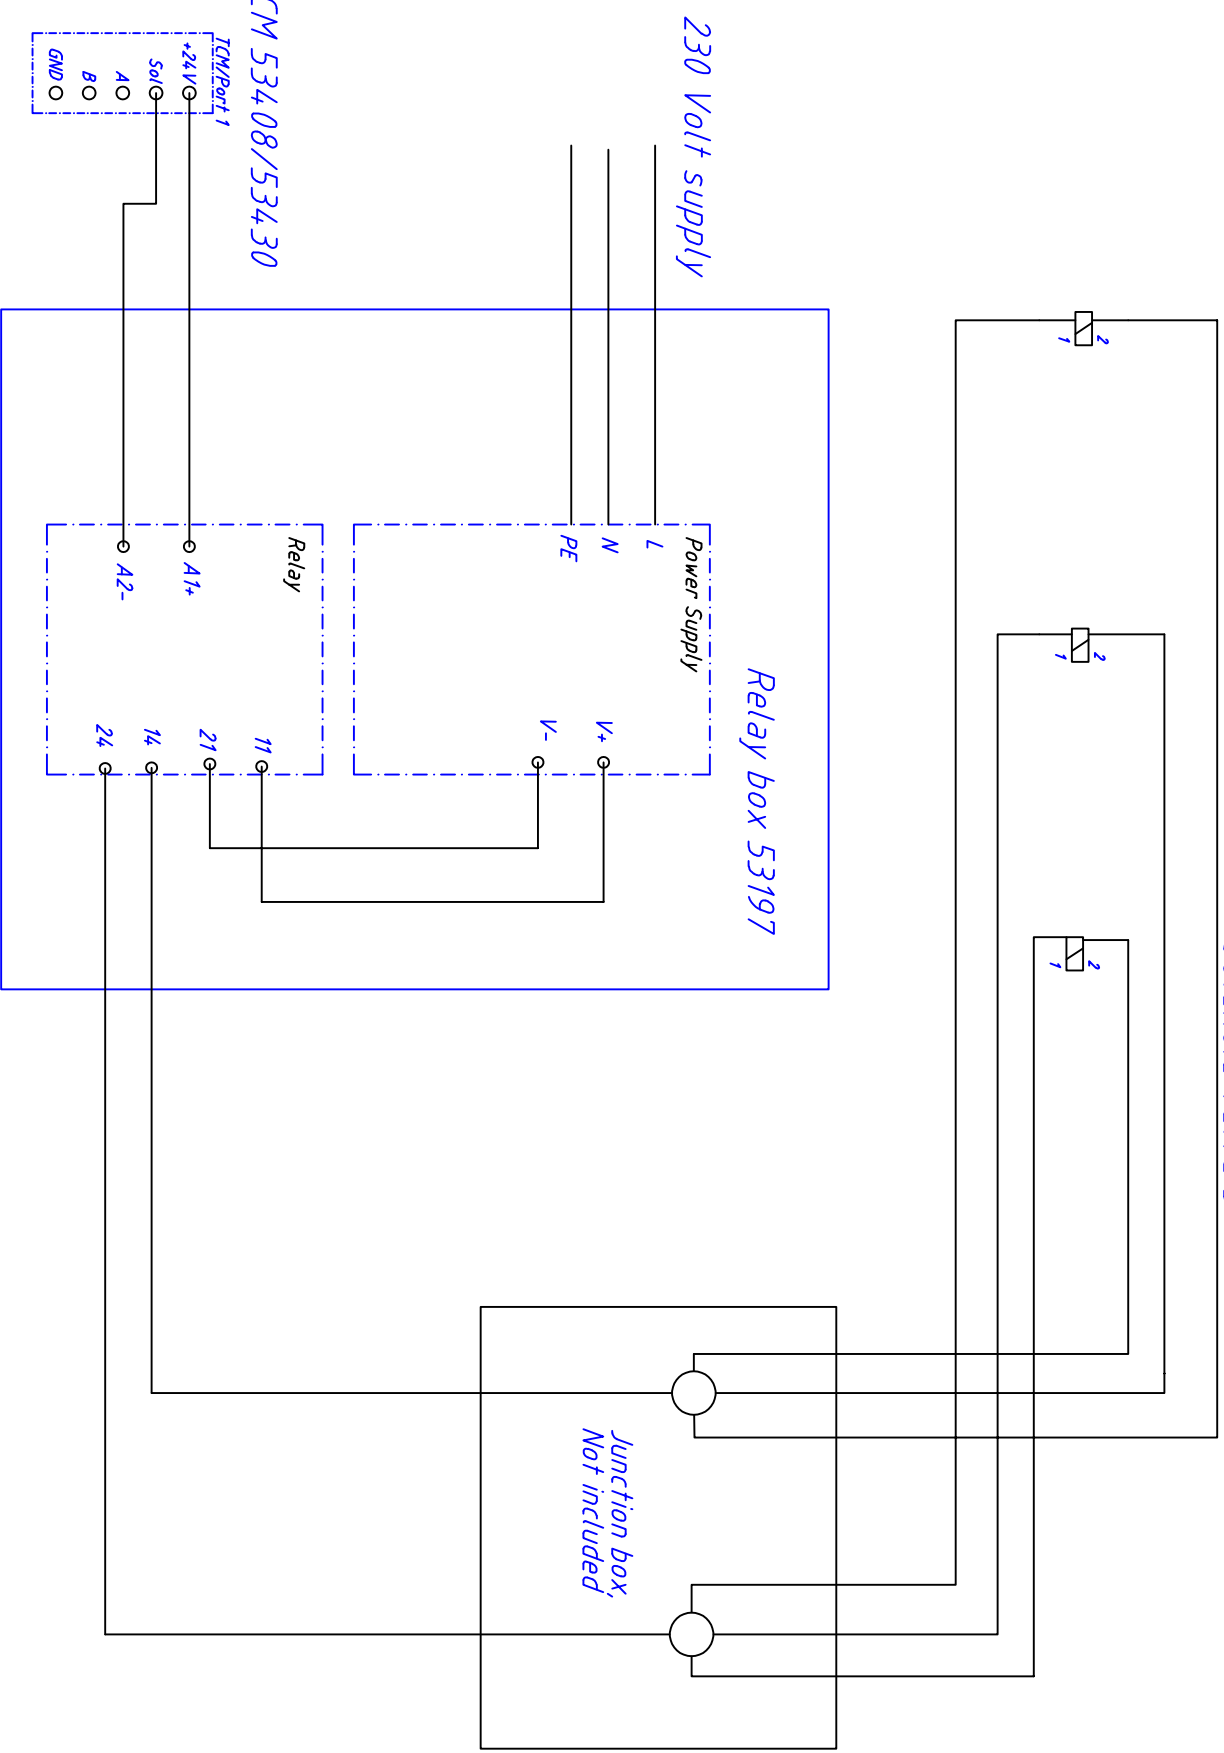 230 Volt supply
CM 53408/53430
TCM/Port 1
+24V
Sol
A
B
GND
Relay box 53197
Power Supply
L
N
PE
V+
V-
Relay
A1+
A2-
11
21
14
24
2
1
2
1
2
1
Junction box,
Not included